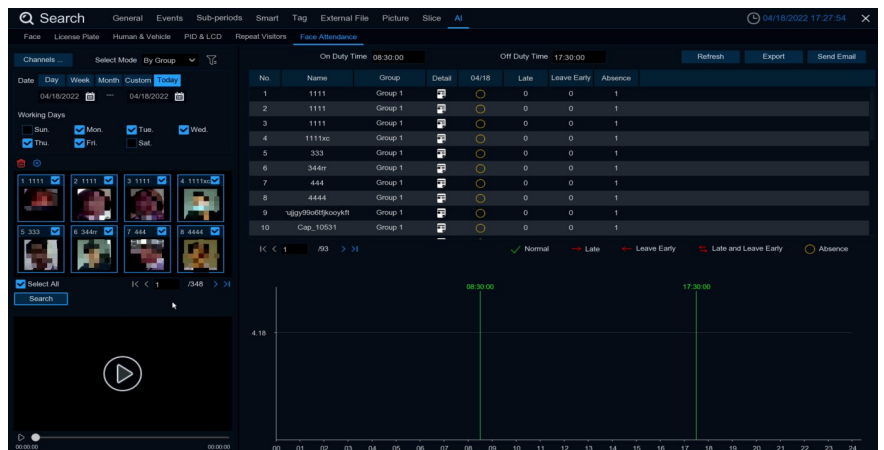 Search General Events Sub-periods Smart Tag External File Picture Slice AI 04/18/2022 17:27:54
Face License Plate Human & Vehicle PID & LCD Repeat Visitors Face Attendance
Channels ... Select Mode By Group
On Duty Time 08:30:00 Off Duty Time 17:30:00 Refresh Export Send Email
Date Day Week Month Custom Today
04/18/2022 --- 04/18/2022
Working Days
Sun. Mon. Tue. Wed.
Thu. Fri. Sat.
1 1111 2 1111 3 1111 4 1111xc
5 333 6 344rr 7 444 8 4444
Select All 1 /348
Search
00:00:00 00:00:00
No. Name Group Detail 04/18 Late Leave Early Absence
1 1111 Group 1 0 0 1
2 1111 Group 1 0 0 1
3 1111 Group 1 0 0 1
4 1111xc Group 1 0 0 1
5 333 Group 1 0 0 1
6 344rr Group 1 0 0 1
7 444 Group 1 0 0 1
8 4444 Group 1 0 0 1
9 Group 1 0 0 1
10 Cap_10531 Group 1 0 0 1
1 /93 Normal Late Leave Early Late and Leave Early Absence
08:30:00 17:30:00
4.18
00 01 02 03 04 05 06 07 08 09 10 11 12 13 14 15 16 17 18 19 20 21 22 23 24